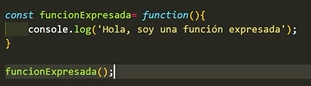 const funcionExpresada= function(){
    console.log('Hola, soy una función expresada');
}
funcionExpresada();